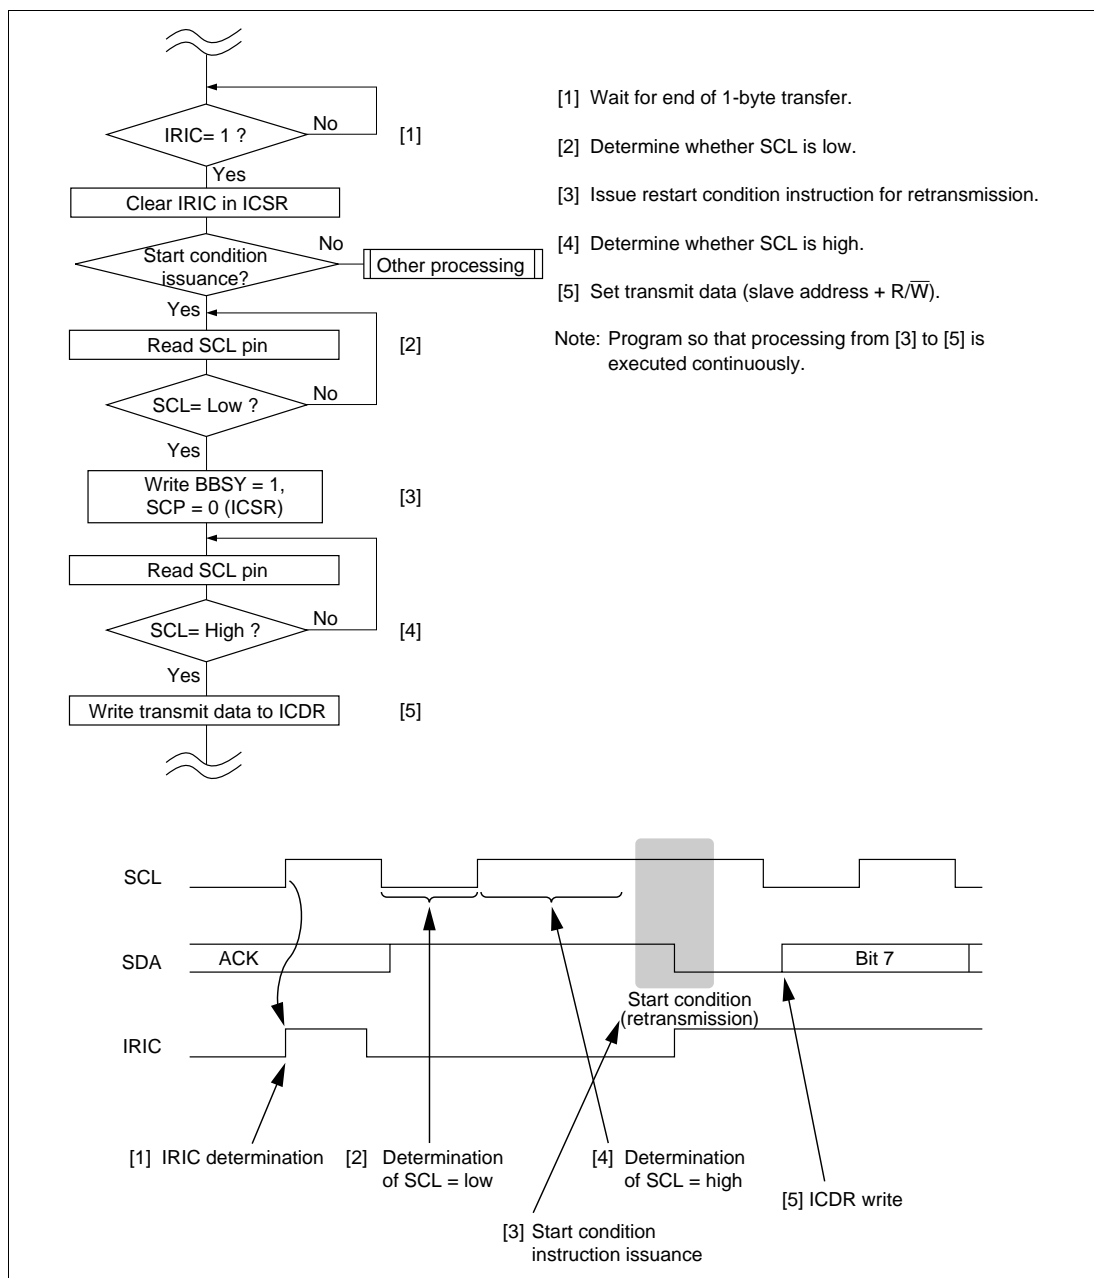 [1] Wait for end of 1-byte transfer.
IRIC= 1 ?
No
[1]
[2] Determine whether SCL is low.
Yes
Clear IRIC in ICSR
[3] Issue restart condition instruction for retransmission.
Start condition
issuance?
No
Other processing
[4] Determine whether SCL is high.
Yes
[5] Set transmit data (slave address + R/W̅).
Read SCL pin
[2]
Note: Program so that processing from [3] to [5] is
executed continuously.
SCL= Low ?
No
Yes
Write BBSY = 1,
SCP = 0 (ICSR)
[3]
Read SCL pin
SCL= High ?
No
[4]
Yes
Write transmit data to ICDR
[5]
SCL
SDA
ACK
Bit 7
Start condition
(retransmission)
IRIC
[1] IRIC determination
[2] Determination
of SCL = low
[4] Determination
of SCL = high
[5] ICDR write
[3] Start condition
instruction issuance